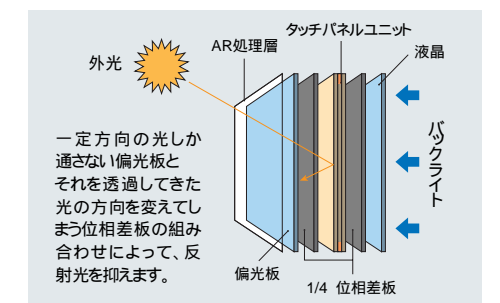 タッチパネルユニット
AR処理層
液晶
外光
バックライト
一定方向の光しか
通さない偏光板と
それを透過してきた
光の方向を変えてし
まう位相差板の組み
合わせによって、反
射光を抑えます。
偏光板
1/4 位相差板